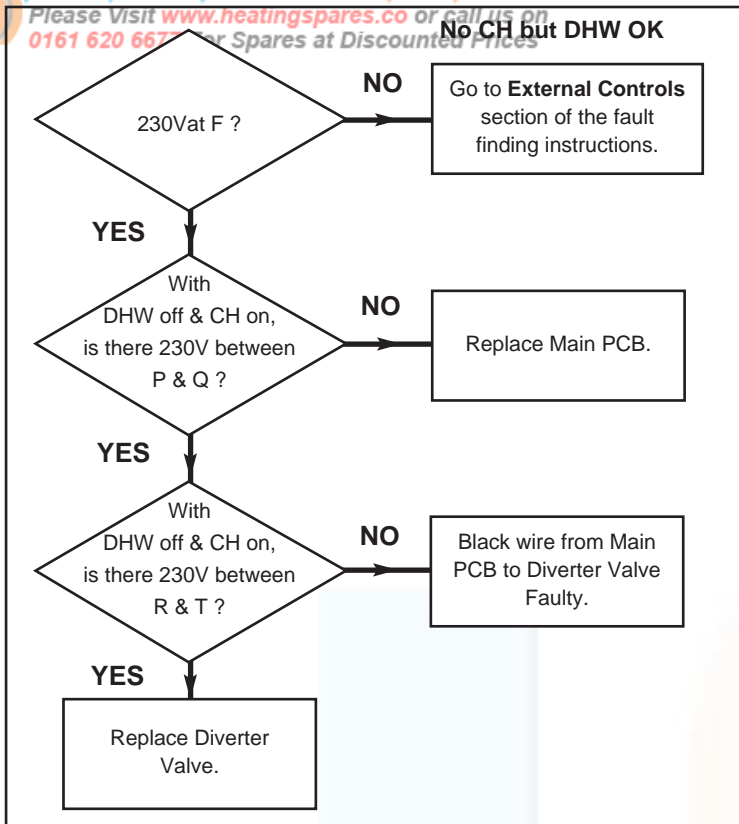 Please Visit www.heatingspares.co or call us on
0161 620 6677 For Spares at Discounted Prices
No CH but DHW OK
230Vat F ?
NO
Go to External Controls
section of the fault
finding instructions.
YES
With
DHW off & CH on,
is there 230V between
P & Q ?
NO
Replace Main PCB.
YES
With
DHW off & CH on,
is there 230V between
R & T ?
NO
Black wire from Main
PCB to Diverter Valve
Faulty.
YES
Replace Diverter
Valve.